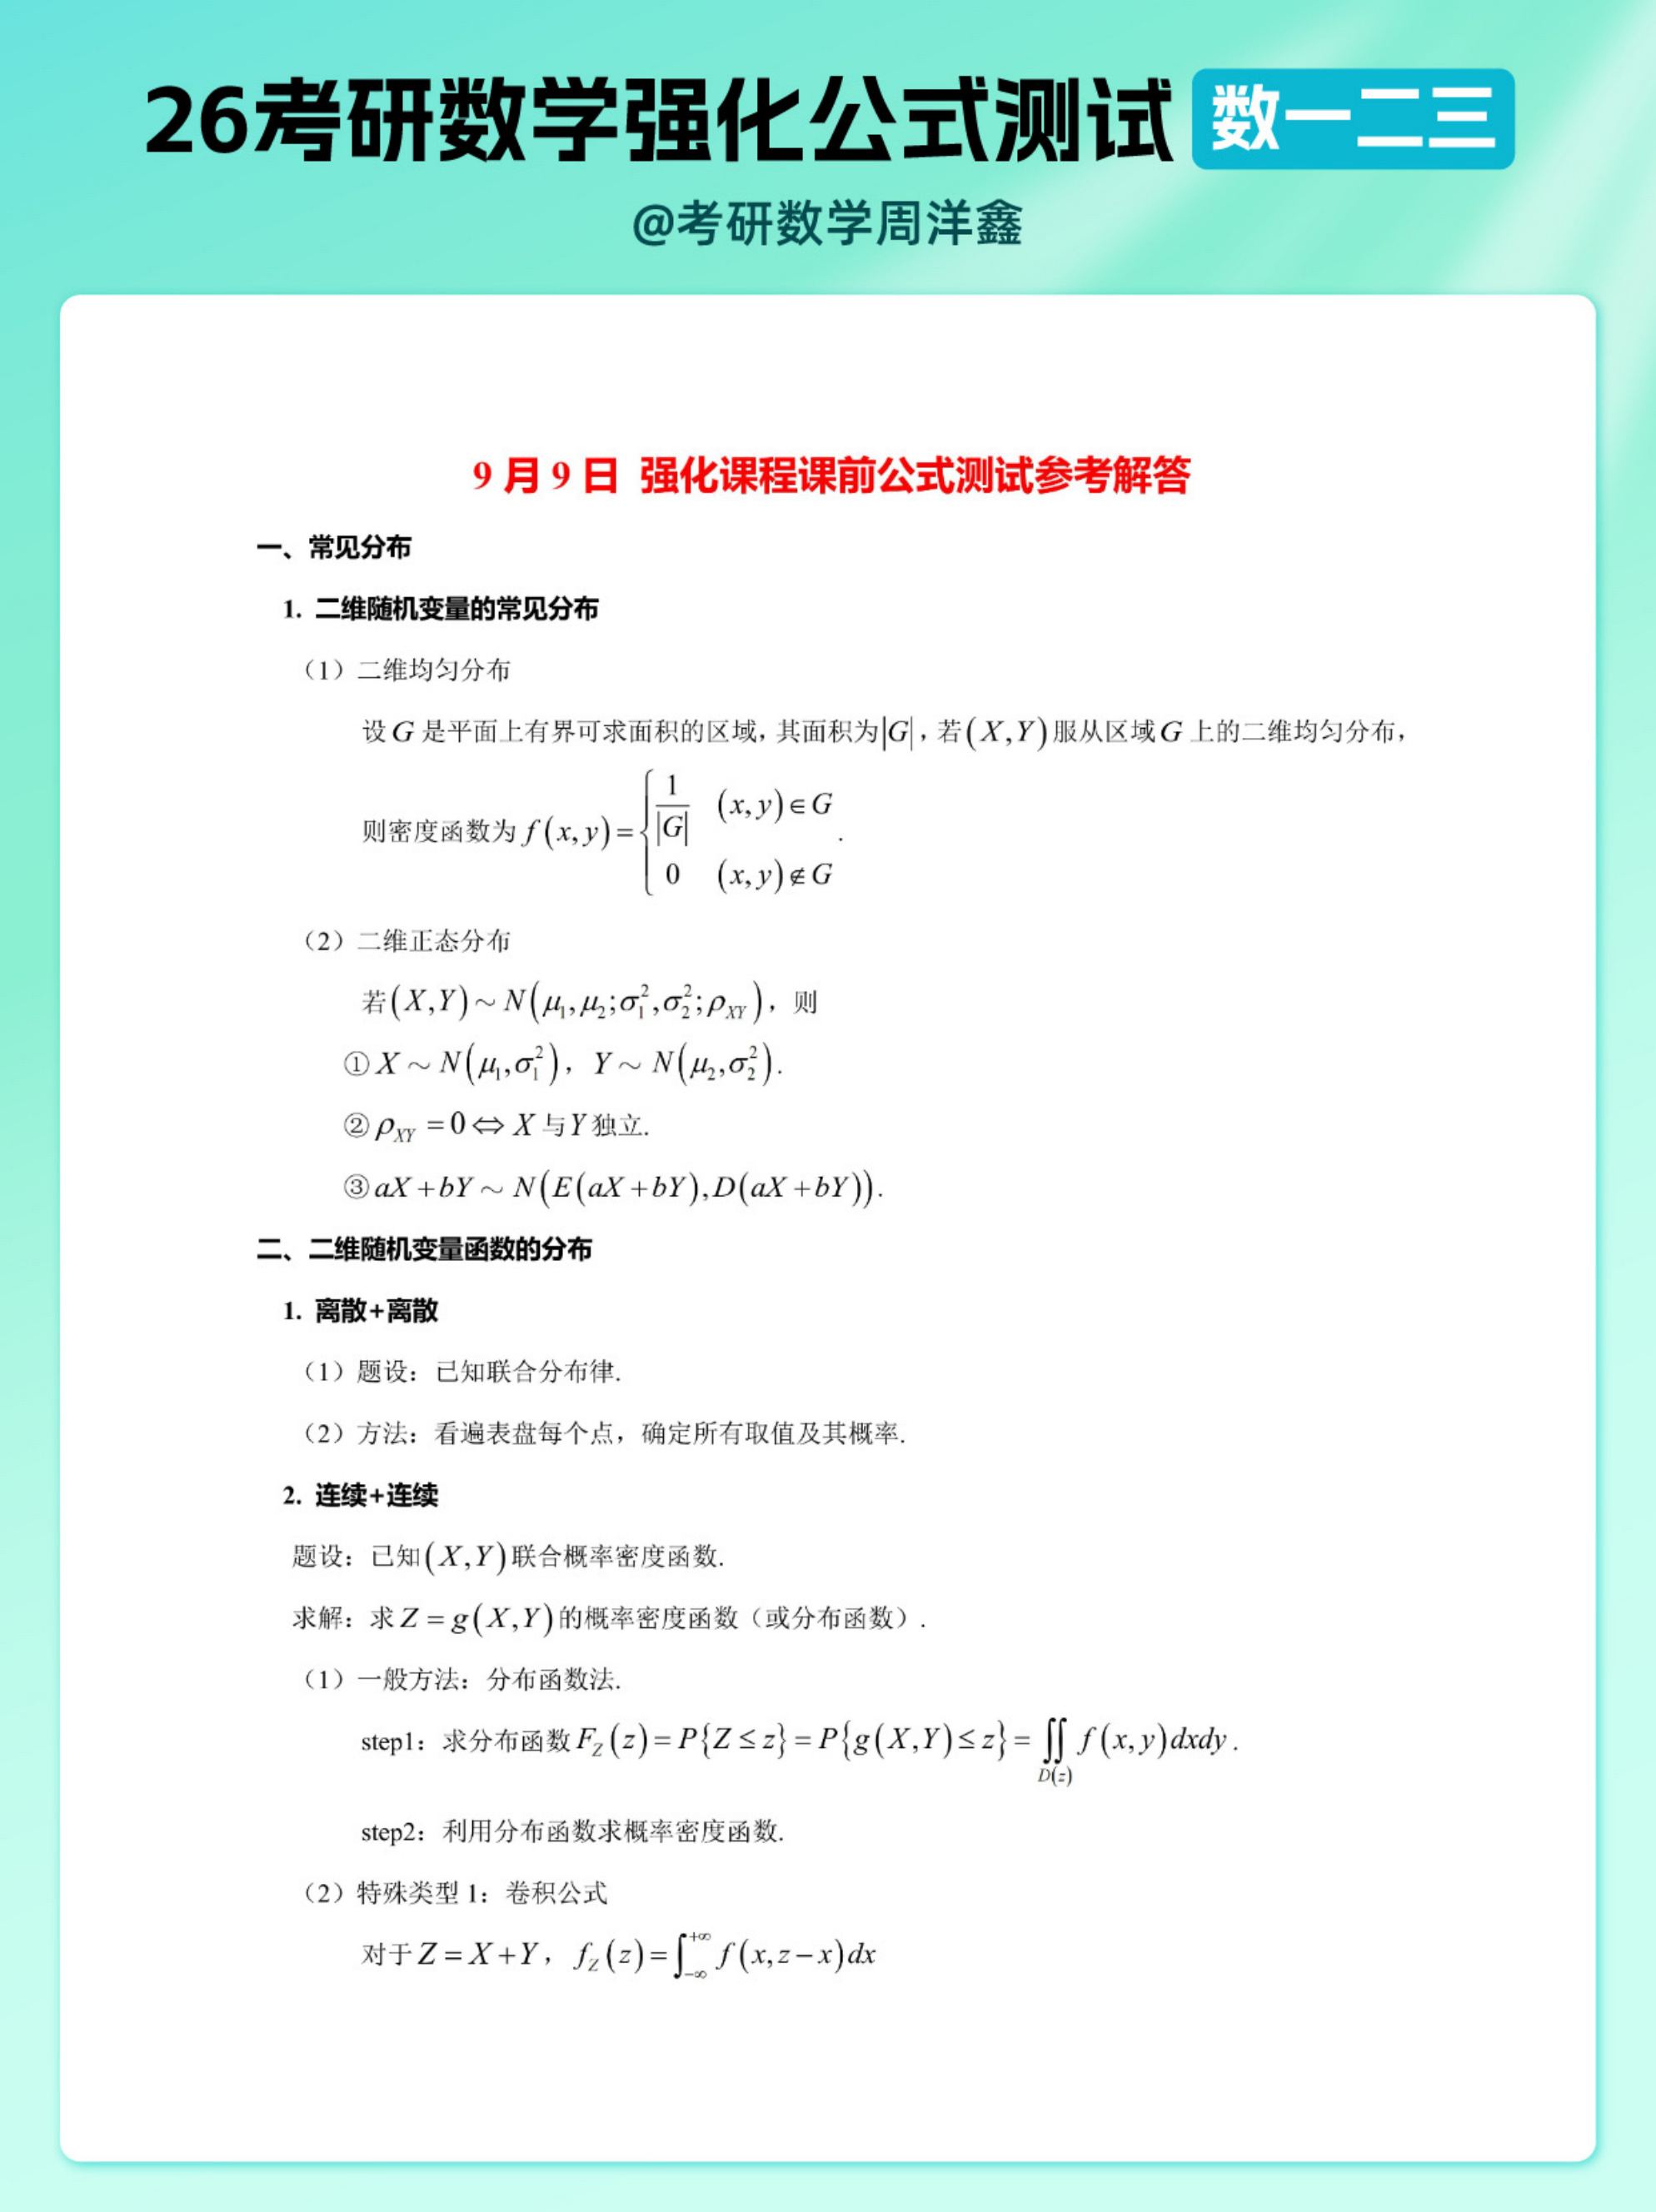 26考研数学强化公式测试 数一二三
@考研数学周洋鑫
9 月 9 日 强化课程课前公式测试参考解答
一、常见分布
1. 二维随机变量的常见分布
（1）二维均匀分布
设 G 是平面上有界可求面积的区域，其面积为|G|，若(X,Y)服从区域 G 上的二维均匀分布，
则密度函数为 f(x,y)={ 1/|G| (x,y)∈G
0 (x,y)∉G .
（2）二维正态分布
若(X,Y)~N(μ₁,μ₂;σ₁²,σ₂²;ρ_XY)，则
① X~N(μ₁,σ₁²)，Y~N(μ₂,σ₂²).
② ρ_XY=0⇔X 与 Y 独立.
③ aX+bY~N(E(aX+bY),D(aX+bY)).
二、二维随机变量函数的分布
1. 离散+离散
（1）题设：已知联合分布律.
（2）方法：看遍表盘每个点，确定所有取值及其概率.
2. 连续+连续
题设：已知(X,Y)联合概率密度函数.
求解：求 Z=g(X,Y)的概率密度函数（或分布函数）.
（1）一般方法：分布函数法.
step1：求分布函数 F_Z(z)=P{Z≤z}=P{g(X,Y)≤z}=∬_{D(z)} f(x,y)dxdy.
step2：利用分布函数求概率密度函数.
（2）特殊类型 1：卷积公式
对于 Z=X+Y，f_Z(z)=∫_{-∞}^{+∞} f(x,z−x)dx